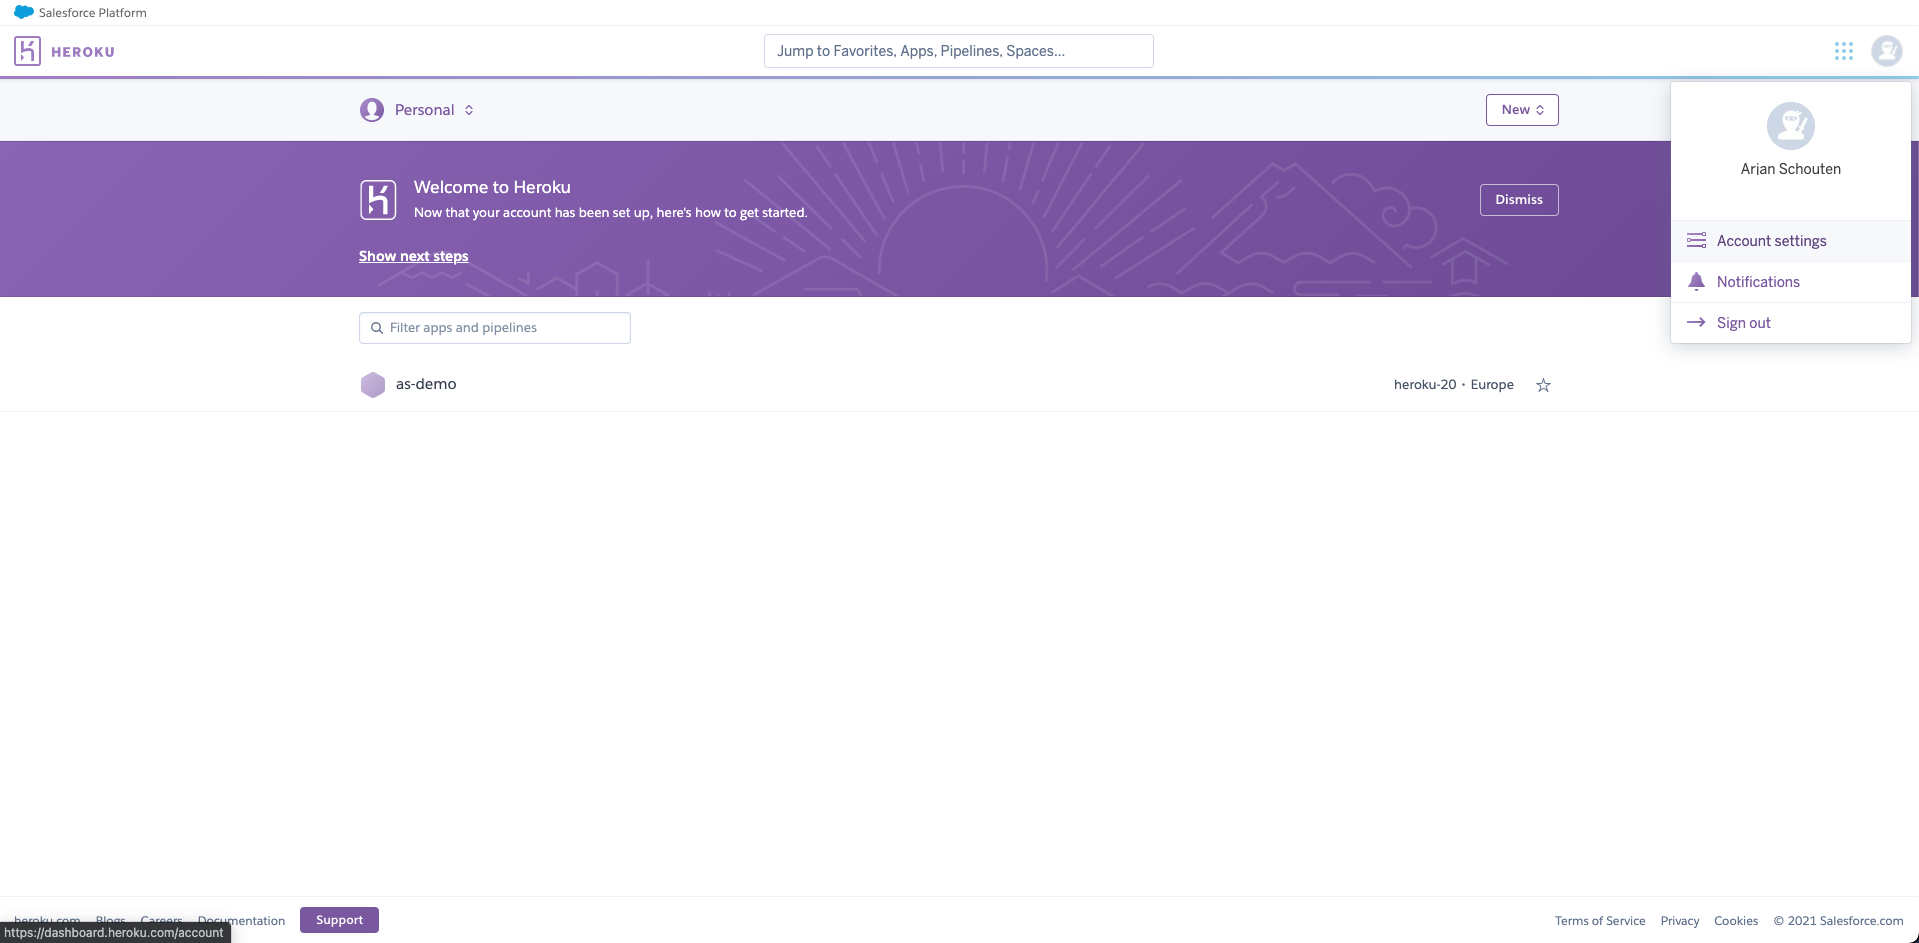 Salesforce Platform
HEROKU
Jump to Favorites, Apps, Pipelines, Spaces...
Personal
New
Arjan Schouten
Welcome to Heroku
Now that your account has been set up, here's how to get started.
Dismiss
Show next steps
Account settings
Notifications
Sign out
Filter apps and pipelines
as-demo
heroku-20 • Europe
heroku.com Blogs Careers Documentation Support
Terms of Service Privacy Cookies © 2021 Salesforce.com
https://dashboard.heroku.com/account